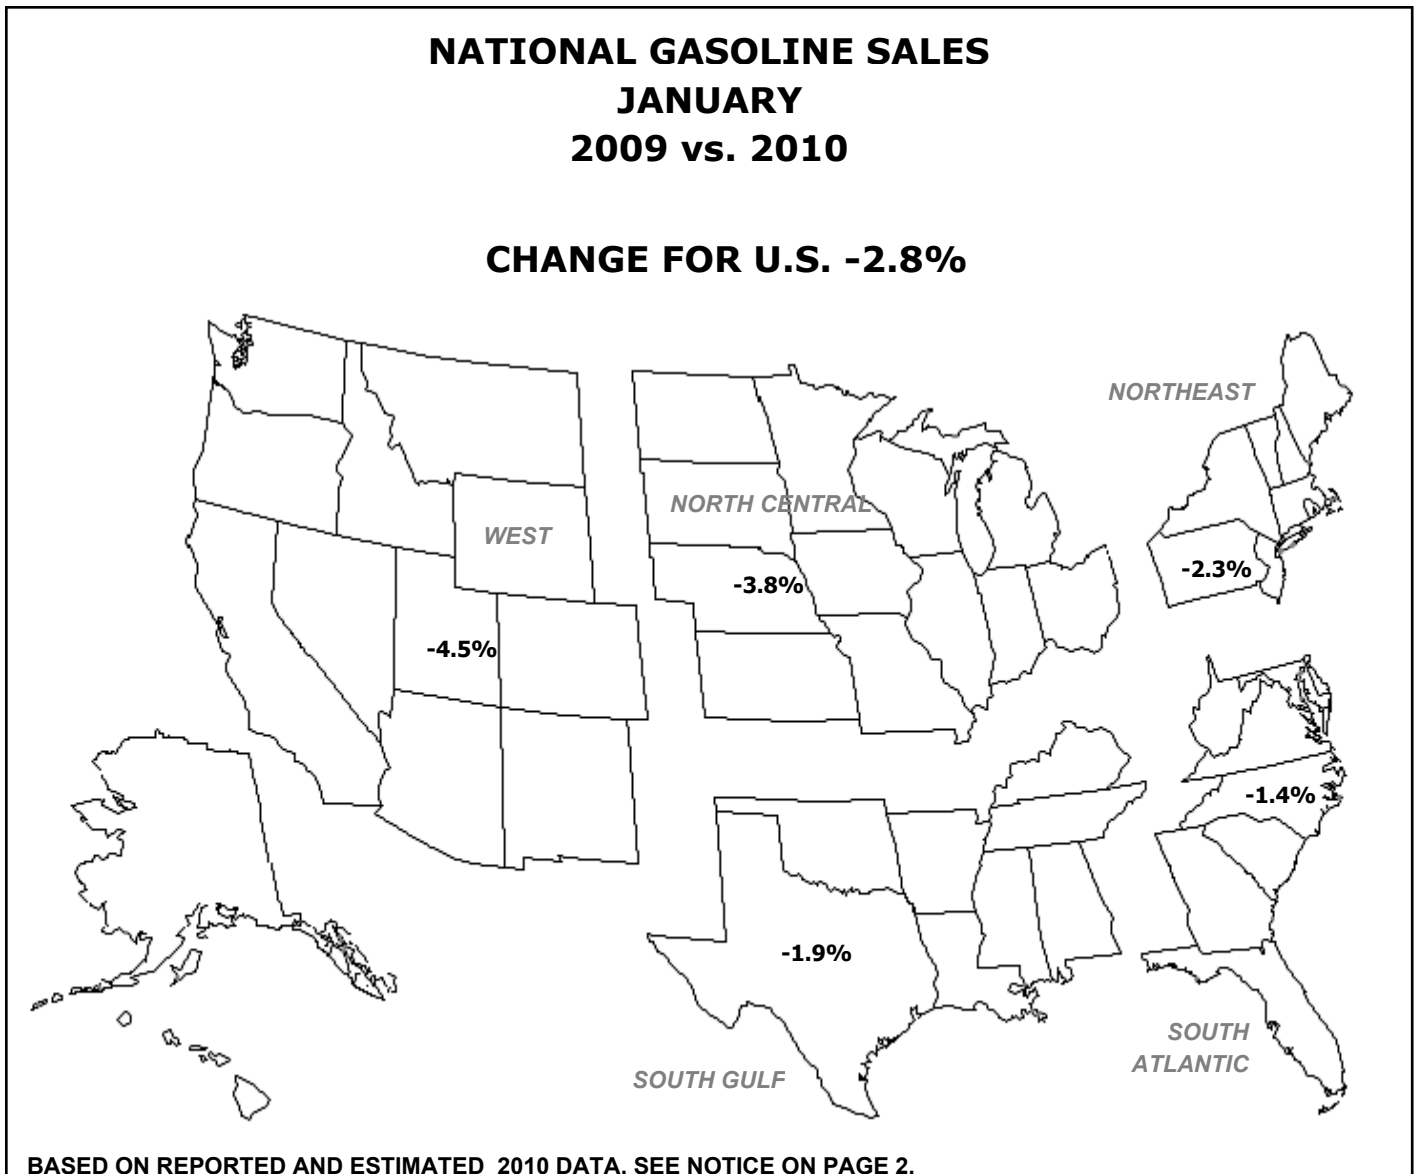 NATIONAL GASOLINE SALES
JANUARY
2009 vs. 2010
CHANGE FOR U.S. -2.8%
NORTHEAST
NORTH CENTRAL
WEST
-2.3%
-3.8%
-4.5%
-1.4%
-1.9%
SOUTH
ATLANTIC
SOUTH GULF
BASED ON REPORTED AND ESTIMATED  2010 DATA. SEE NOTICE ON PAGE 2.